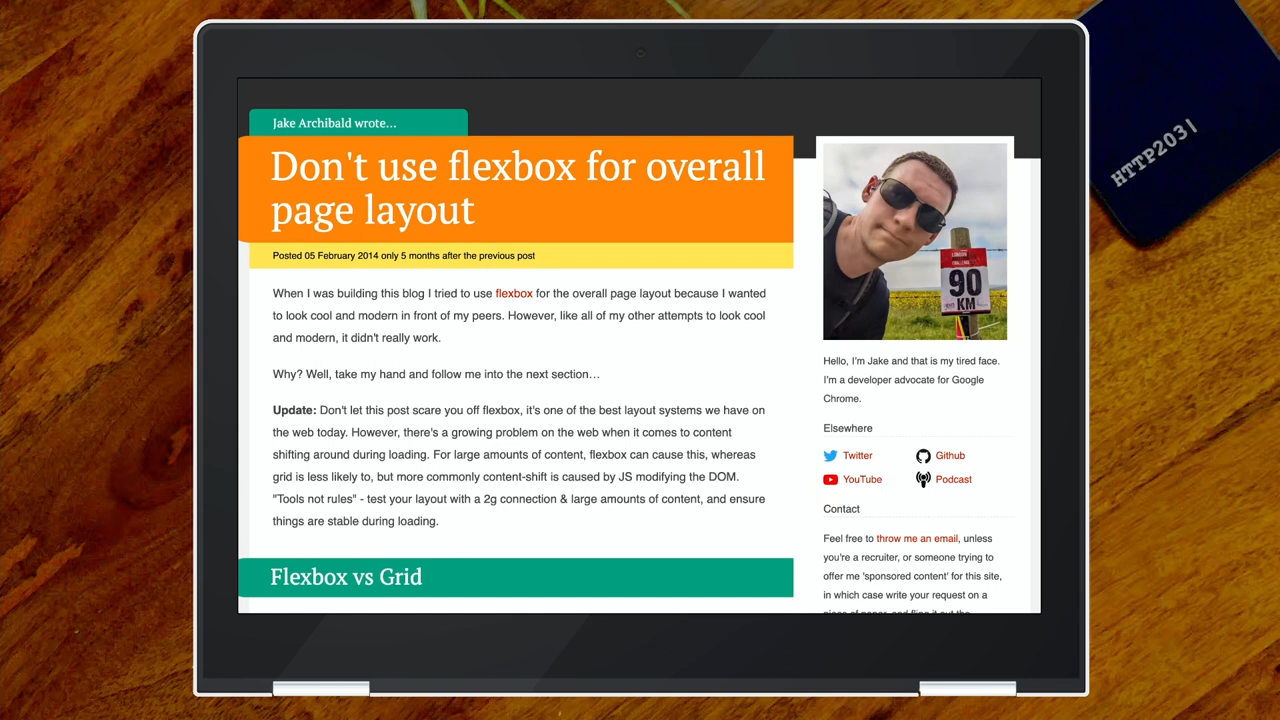 Jake Archibald wrote...
Don't use flexbox for overall
page layout
Posted 05 February 2014 only 5 months after the previous post
When I was building this blog I tried to use flexbox for the overall page layout because I wanted
to look cool and modern in front of my peers. However, like all of my other attempts to look cool
and modern, it didn't really work.
Why? Well, take my hand and follow me into the next section…
Update: Don't let this post scare you off flexbox, it's one of the best layout systems we have on
the web today. However, there's a growing problem on the web when it comes to content
shifting around during loading. For large amounts of content, flexbox can cause this, whereas
grid is less likely to, but more commonly content-shift is caused by JS modifying the DOM.
"Tools not rules" - test your layout with a 2g connection & large amounts of content, and ensure
things are stable during loading.
Flexbox vs Grid
LONDON
CHALLENGE
90
KM
Hello, I'm Jake and that is my tired face.
I'm a developer advocate for Google
Chrome.
Elsewhere
Twitter
Github
YouTube
Podcast
Contact
Feel free to throw me an email, unless
you're a recruiter, or someone trying to
offer me 'sponsored content' for this site,
in which case write your request on a
piece of paper, and fling it out the
HTTP203|